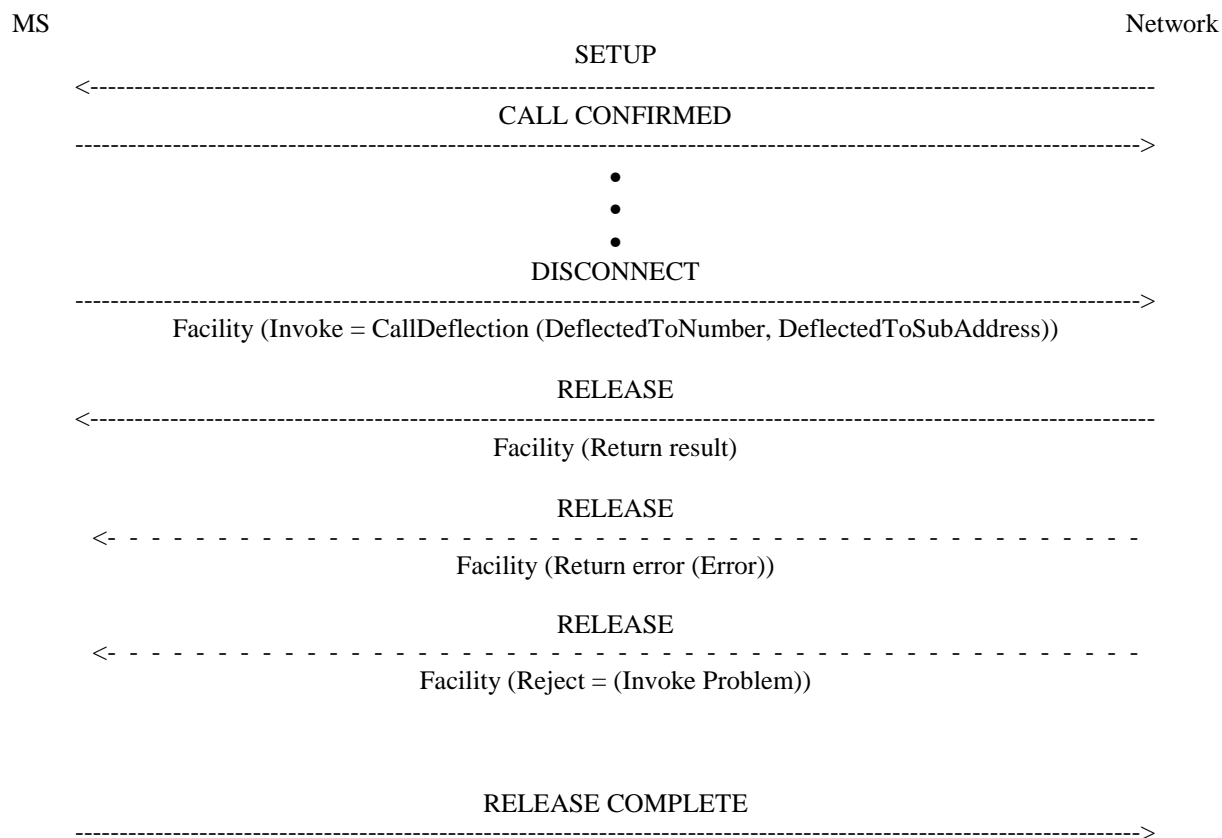 MS Network
SETUP
<----------------------------------------------------------------------------------------------------------------------
CALL CONFIRMED
---------------------------------------------------------------------------------------------------------------------->
•
•
•
DISCONNECT
---------------------------------------------------------------------------------------------------------------------->
Facility (Invoke = CallDeflection (DeflectedToNumber, DeflectedToSubAddress))
RELEASE
<----------------------------------------------------------------------------------------------------------------------
Facility (Return result)
RELEASE
<- - - - - - - - - - - - - - - - - - - - - - - - - - - - - - - - - - - - - - - - - - - - - - -
Facility (Return error (Error))
RELEASE
<- - - - - - - - - - - - - - - - - - - - - - - - - - - - - - - - - - - - - - - - - - - - - - -
Facility (Reject = (Invoke Problem))
RELEASE COMPLETE
---------------------------------------------------------------------------------------------------------------------->